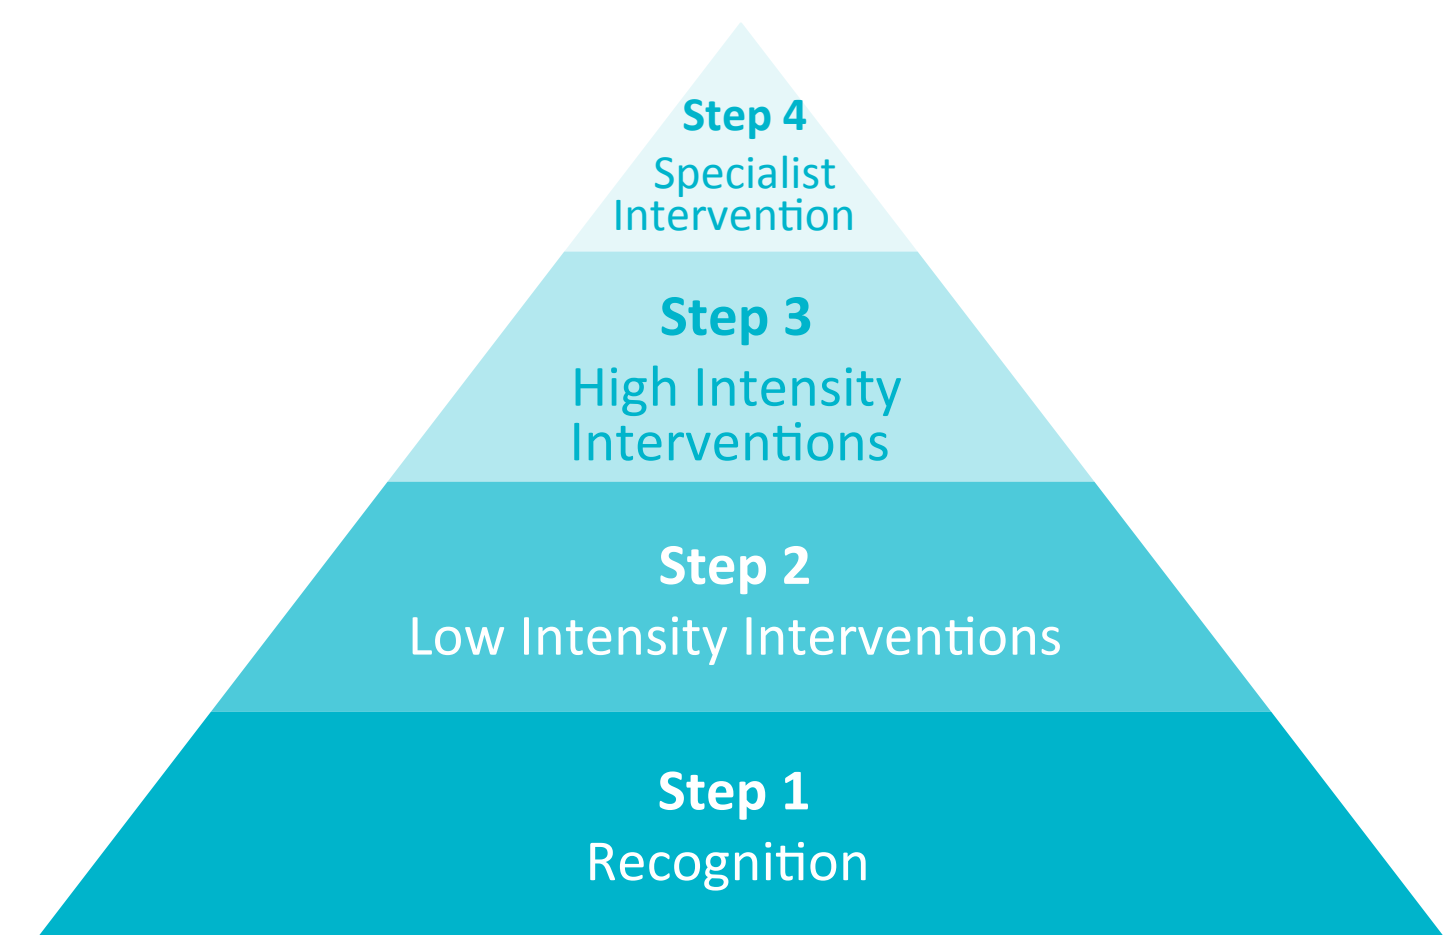 Step 4
Specialist
Intervention
Step 3
High Intensity
Interventions
Step 2
Low Intensity Interventions
Step 1
Recognition